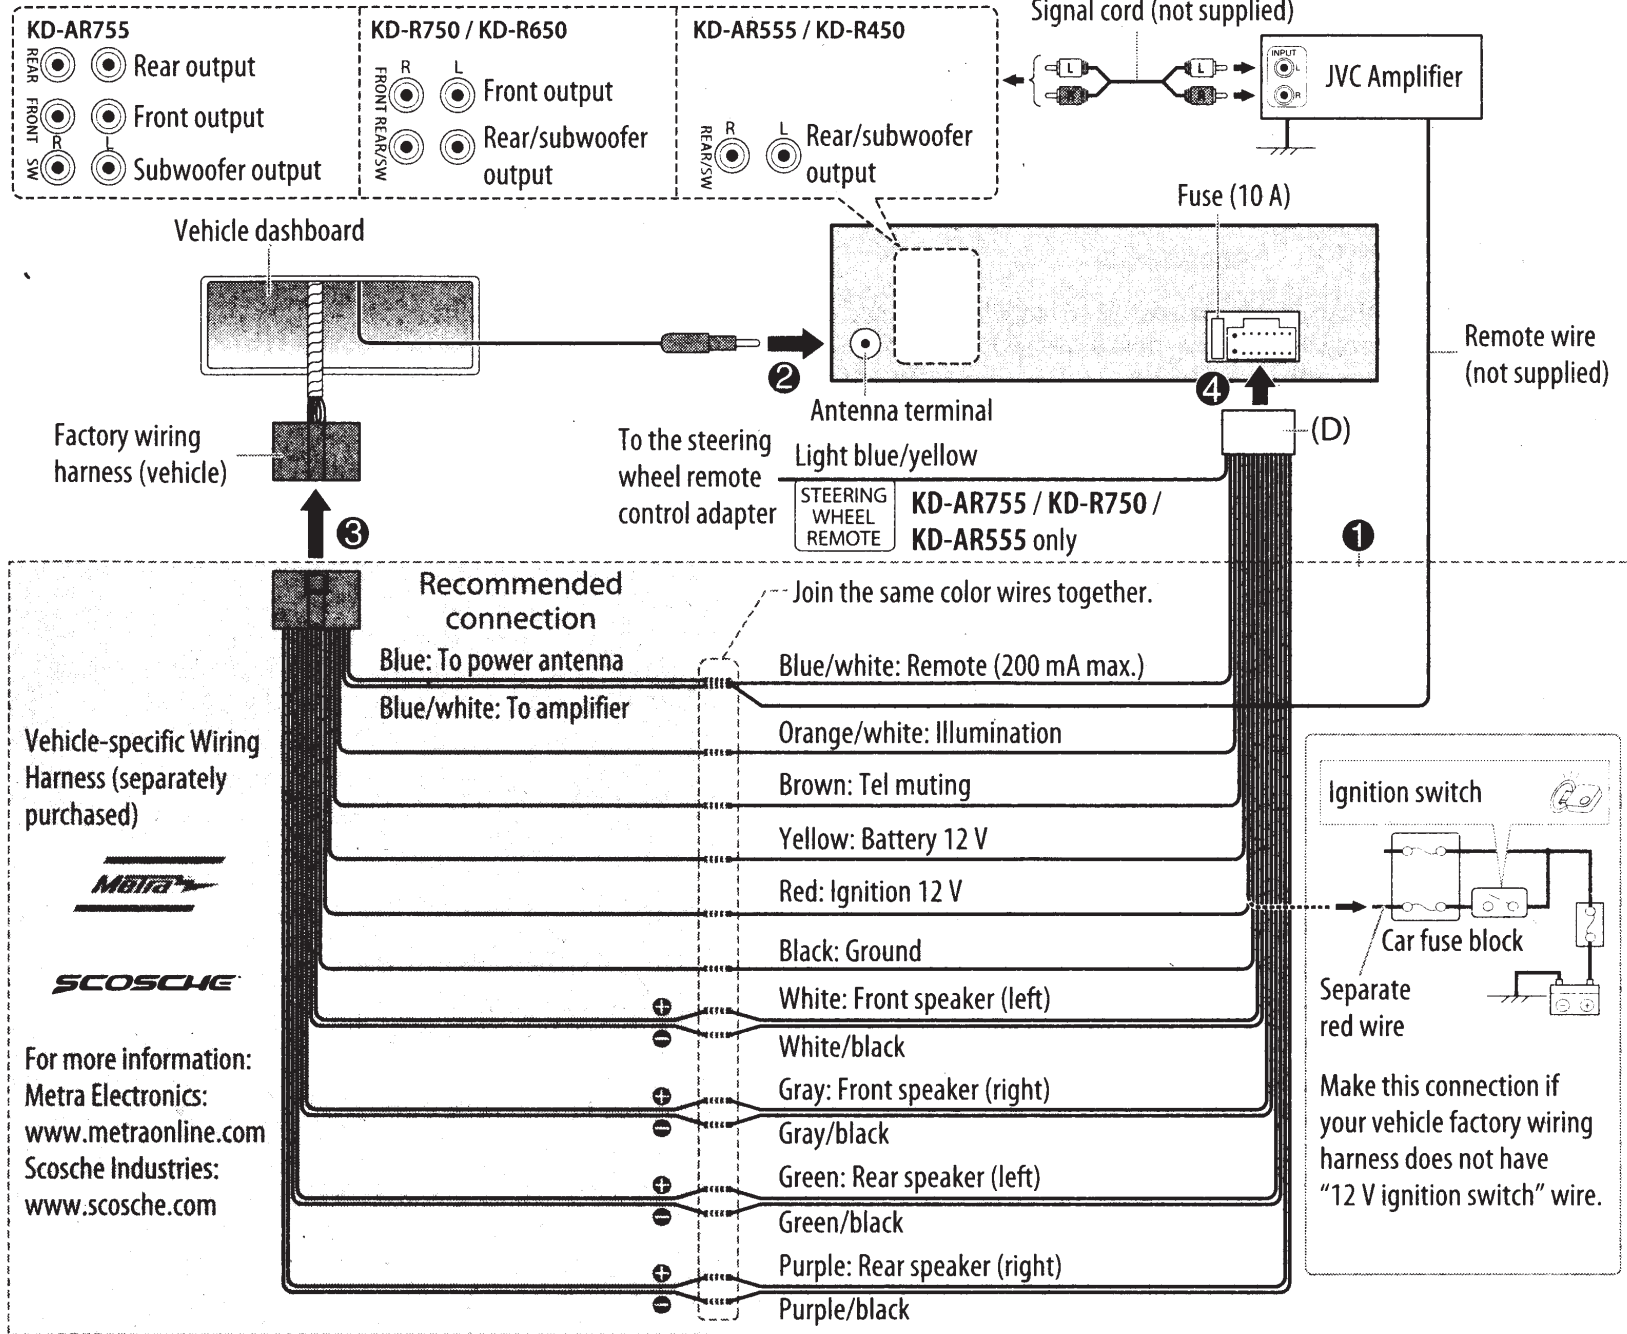 Signal cord (not supplied)
KD-AR755
REAR
Rear output
FRONT
Front output
R L
SW
Subwoofer output
KD-R750 / KD-R650
R L
FRONT
Front output
REAR/SW
Rear/subwoofer
output
KD-AR555 / KD-R450
R L
REAR/SW
Rear/subwoofer
output
L
R
L
R
INPUT
L
R
JVC Amplifier
Fuse (10 A)
Vehicle dashboard
2
4
Antenna terminal
Remote wire
(not supplied)
Factory wiring
harness (vehicle)
3
To the steering
wheel remote
control adapter
Light blue/yellow
STEERING
WHEEL
REMOTE
KD-AR755 / KD-R750 /
KD-AR555 only
(D)
1
Recommended
connection
Join the same color wires together.
Blue: To power antenna
Blue/white: To amplifier
Blue/white: Remote (200 mA max.)
Orange/white: Illumination
Brown: Tel muting
Yellow: Battery 12 V
Red: Ignition 12 V
Black: Ground
+
−
White: Front speaker (left)
White/black
+
−
Gray: Front speaker (right)
Gray/black
+
−
Green: Rear speaker (left)
Green/black
+
−
Purple: Rear speaker (right)
Purple/black
Vehicle-specific Wiring
Harness (separately
purchased)
Metra
SCOSCHE
For more information:
Metra Electronics:
www.metraonline.com
Scosche Industries:
www.scosche.com
Ignition switch
Car fuse block
Separate
red wire
− +
Make this connection if
your vehicle factory wiring
harness does not have
“12 V ignition switch” wire.